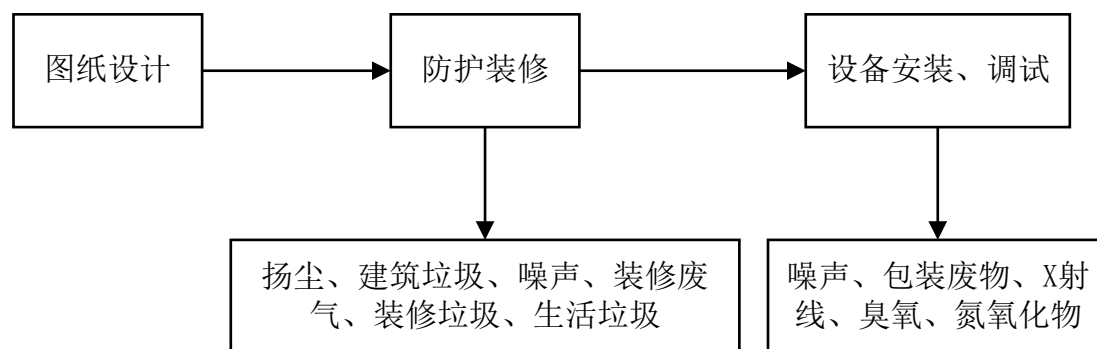 图纸设计
防护装修
设备安装、调试
扬尘、建筑垃圾、噪声、装修废
气、装修垃圾、生活垃圾
噪声、包装废物、X射
线、臭氧、氮氧化物